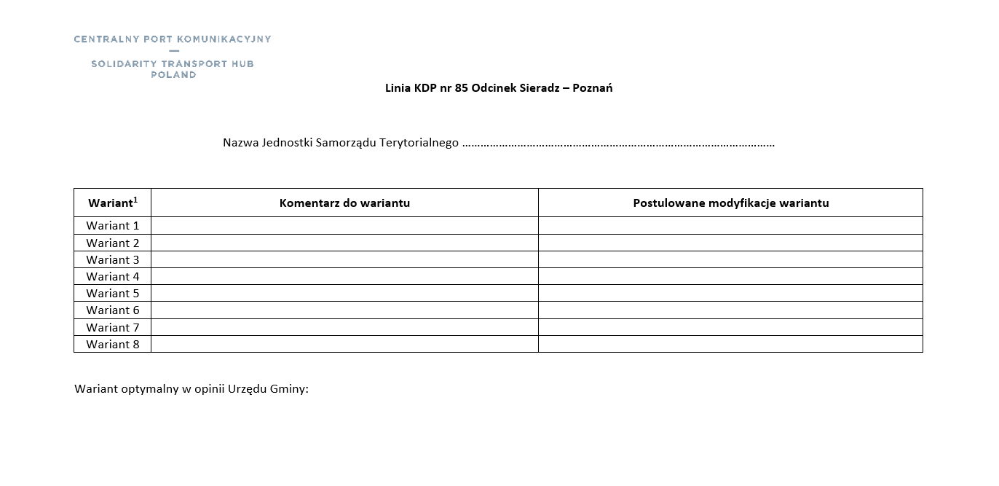 CENTRALNY PORT KOMUNIKACYJNY
—
SOLIDARITY TRANSPORT HUB
POLAND
Linia KDP nr 85 Odcinek Sieradz – Poznań
Nazwa Jednostki Samorządu Terytorialnego ………………………………………………………………………………………
Wariant¹ Komentarz do wariantu Postulowane modyfikacje wariantu
Wariant 1
Wariant 2
Wariant 3
Wariant 4
Wariant 5
Wariant 6
Wariant 7
Wariant 8
Wariant optymalny w opinii Urzędu Gminy: